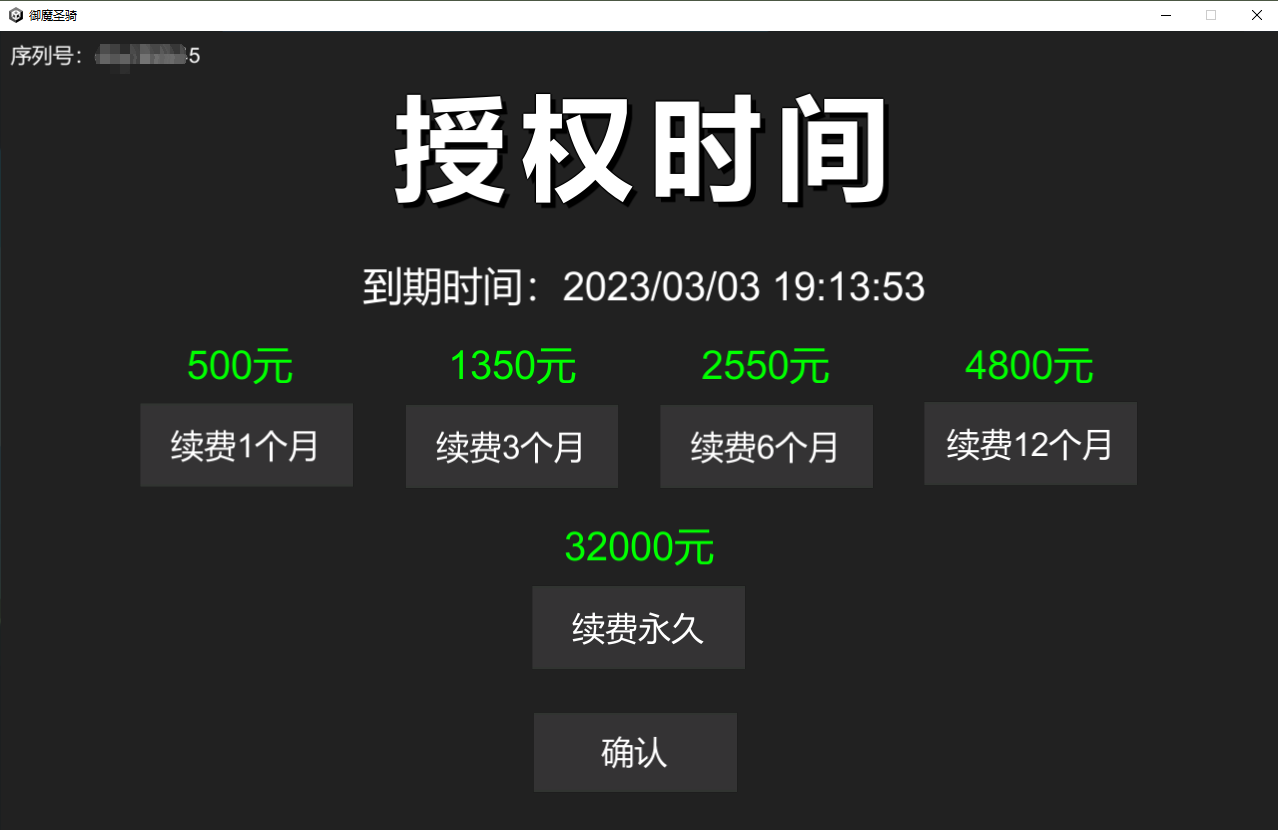 御魔圣骑
序列号：5
授权时间
到期时间：2023/03/03 19:13:53
500元 1350元 2550元 4800元
续费1个月 续费3个月 续费6个月 续费12个月
32000元
续费永久
确认